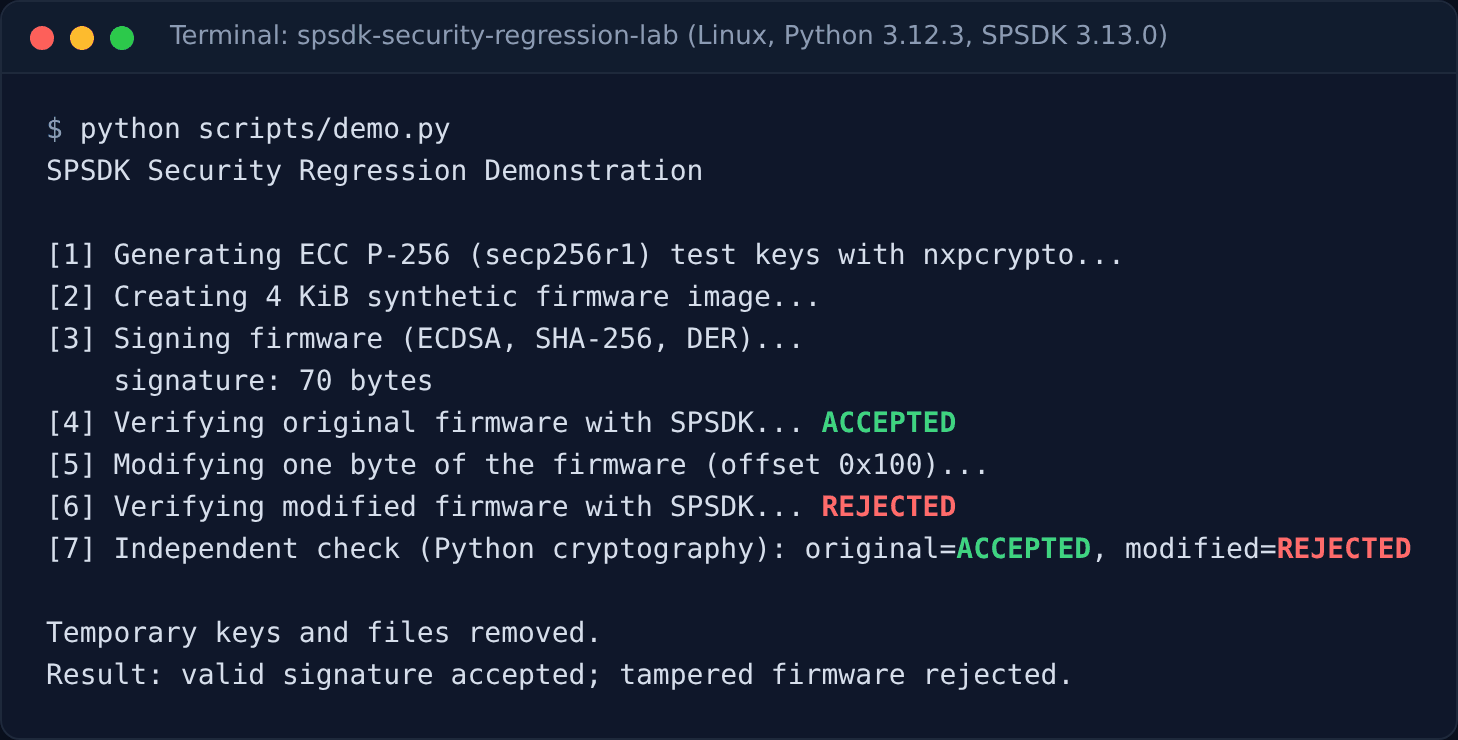 Terminal: spsdk-security-regression-lab (Linux, Python 3.12.3, SPSDK 3.13.0)
$ python scripts/demo.py
SPSDK Security Regression Demonstration
[1] Generating ECC P-256 (secp256r1) test keys with nxpcrypto...
[2] Creating 4 KiB synthetic firmware image...
[3] Signing firmware (ECDSA, SHA-256, DER)...
signature: 70 bytes
[4] Verifying original firmware with SPSDK... ACCEPTED
[5] Modifying one byte of the firmware (offset 0x100)...
[6] Verifying modified firmware with SPSDK... REJECTED
[7] Independent check (Python cryptography): original=ACCEPTED, modified=REJECTED
Temporary keys and files removed.
Result: valid signature accepted; tampered firmware rejected.